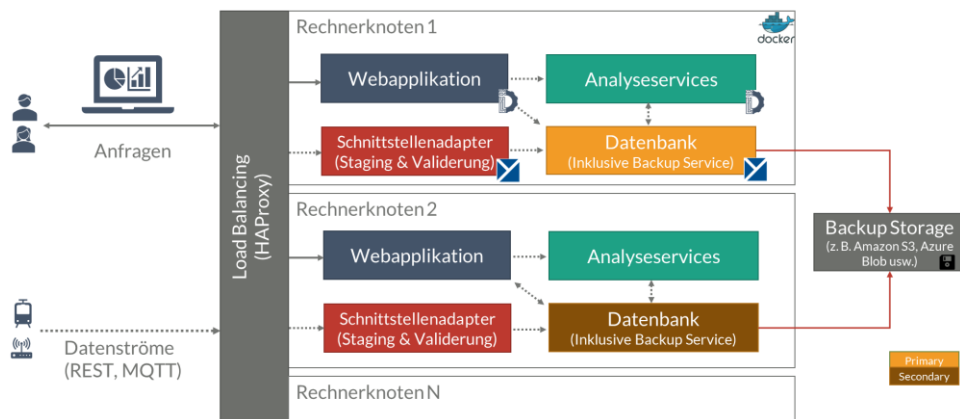 Rechnerknoten 1
docker
Webapplikation
Analyseservices
Anfragen
Schnittstellenadapter
(Staging & Validerung)
Datenbank
(Inklusive Backup Service)
Load Balancing
(HAProxy)
Rechnerknoten 2
Backup Storage
(z. B. Amazon S3, Azure
Blob usw.)
Webapplikation
Analyseservices
Schnittstellenadapter
(Staging & Validerung)
Datenbank
(Inklusive Backup Service)
Datenströme
(REST, MQTT)
Primary
Secondary
Rechnerknoten N